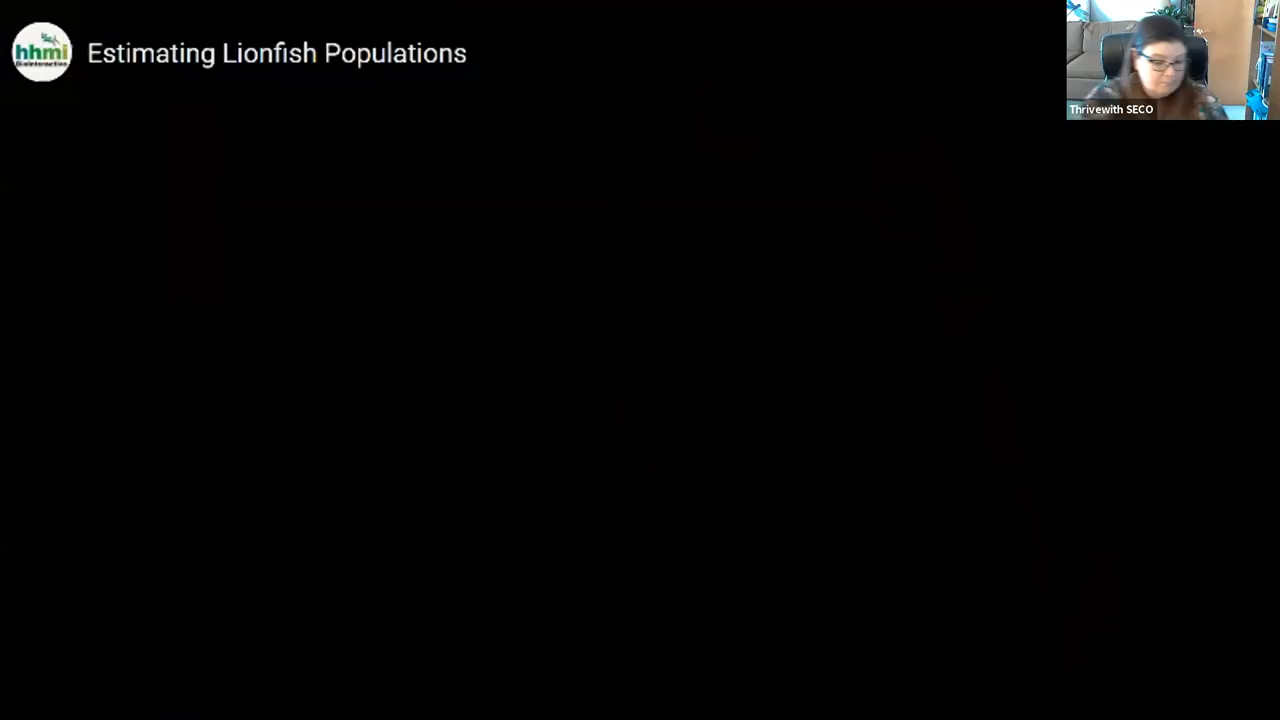 hhmi
BioInteractive
Estimating Lionfish Populations
Thrivewith SECO